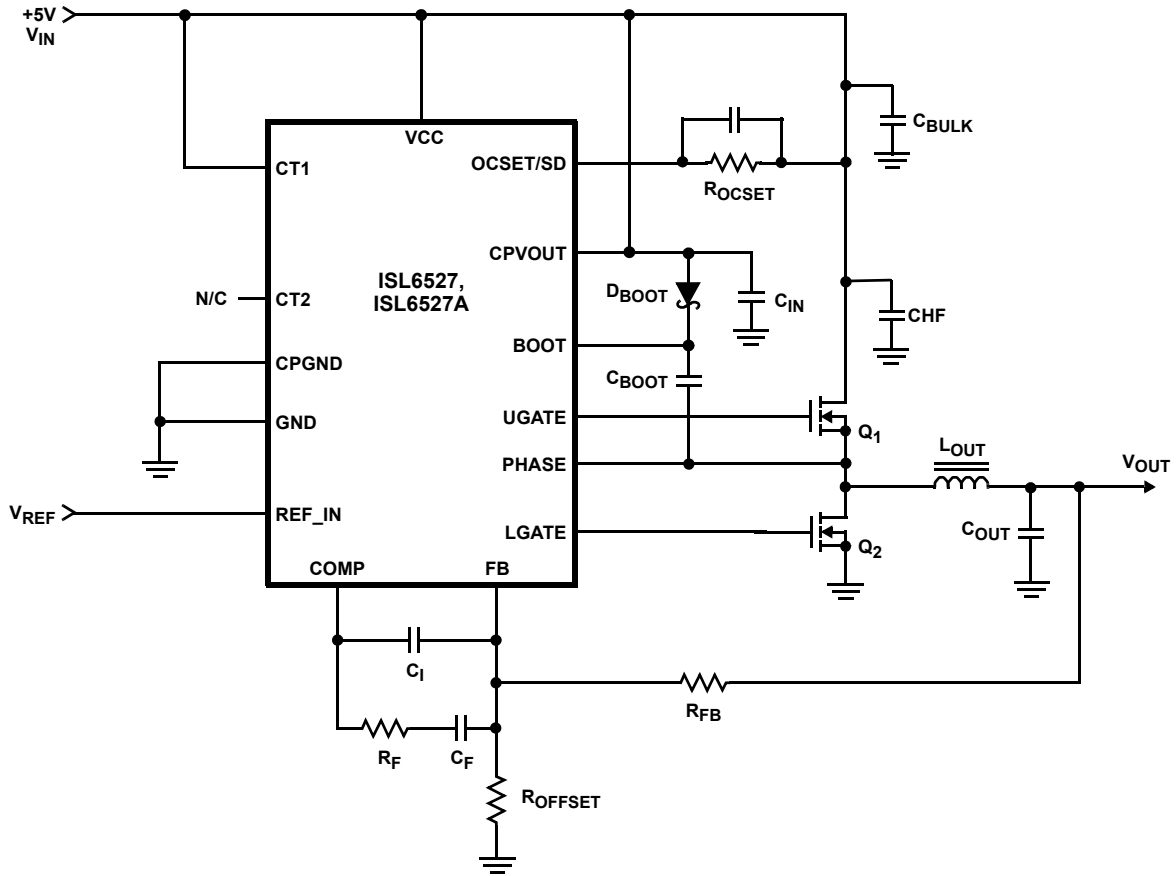 +5V
VIN
VCC
CBULK
CT1
OCSET/SD
ROCSET
CPVOUT
ISL6527,
ISL6527A
DBOOT
CIN
N/C
CT2
CHF
BOOT
CPGND
CBOOT
UGATE
GND
Q1
LOUT
PHASE
VOUT
VREF
REF_IN
LGATE
COUT
Q2
COMP
FB
CI
RFB
RF
CF
ROFFSET